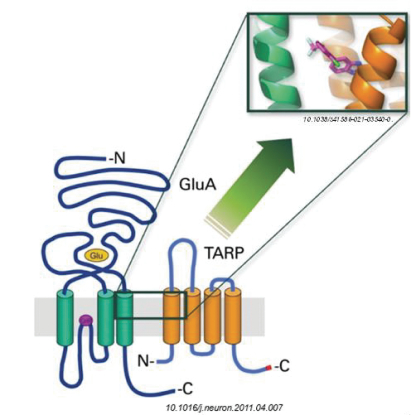 10.1038/s41586-021-03540-0.
-N
GluA
Glu
TARP
N-
-C
-C
10.1016/j.neuron.2011.04.007